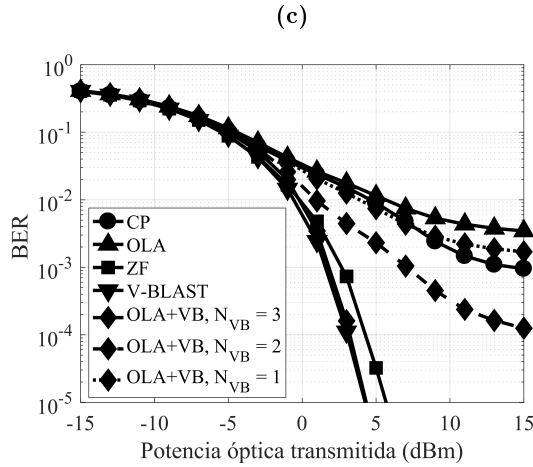 (c)
10^0
10^-1
10^-2
10^-3
10^-4
10^-5
BER
CP
OLA
ZF
V-BLAST
OLA+VB, N_VB = 3
OLA+VB, N_VB = 2
OLA+VB, N_VB = 1
-15 -10 -5 0 5 10 15
Potencia óptica transmitida (dBm)